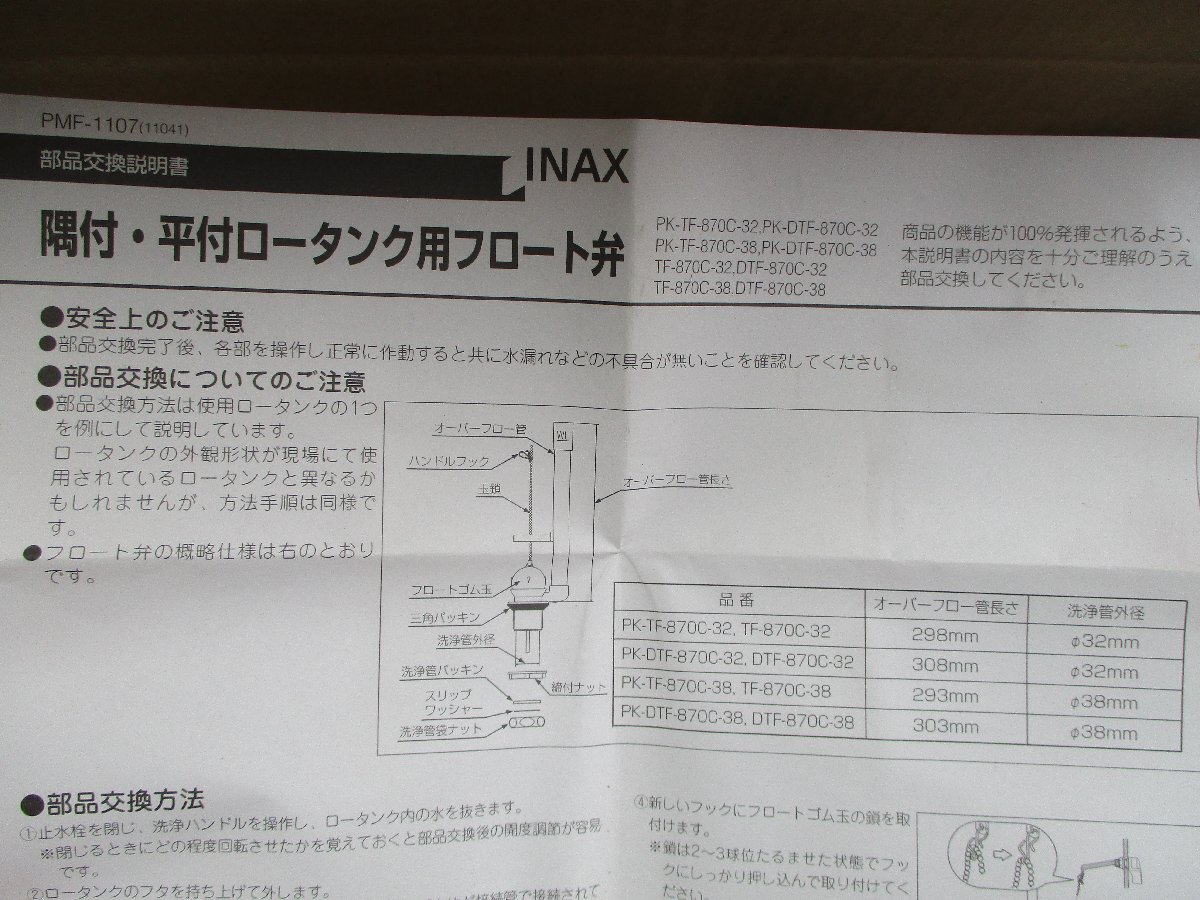 PMF-1107(11041)
部品交換説明書
INAX
隅付・平付ロータンク用フロート弁
PK-TF-870C-32,PK-DTF-870C-32
PK-TF-870C-38,PK-DTF-870C-38
TF-870C-32.DTF-870C-32
TF-870C-38.DTF-870C-38
商品の機能が100%発揮されるよう、
本説明書の内容を十分ご理解のうえ
部品交換してください。
●安全上のご注意
●部品交換完了後、各部を操作し正常に作動すると共に水漏れなどの不具合が無いことを確認してください。
●部品交換についてのご注意
●部品交換方法は使用ロータンクの1つ
を例にして説明しています。
ロータンクの外観形状が現場にて使
用されているロータンクと異なるか
もしれませんが、方法手順は同様で
す。
●フロート弁の概略仕様は右のとおり
です。
オーバーフロー管
ハンドルフック
玉鎖
オーバーフロー管長さ
フロートゴム玉
三角パッキン
洗浄管外径
洗浄管パッキン
締付ナット
スリップ
ワッシャー
洗浄管袋ナット
品番 オーバーフロー管長さ 洗浄管外径
PK-TF-870C-32, TF-870C-32 298mm φ32mm
PK-DTF-870C-32, DTF-870C-32 308mm φ32mm
PK-TF-870C-38, TF-870C-38 293mm φ38mm
PK-DTF-870C-38, DTF-870C-38 303mm φ38mm
●部品交換方法
①止水栓を閉じ、洗浄ハンドルを操作し、ロータンク内の水を抜きます。
※閉じるときにどの程度回転させたかを覚えておくと部品交換後の開度調節が容易
です。
②ロータンクのフタを持ち上げて外します。
接続管で接続されて
④新しいフックにフロートゴム玉の鎖を取
付けます。
※鎖は2〜3球位たるませた状態でフッ
クにしっかり押し込んで取り付けてく
ださい。